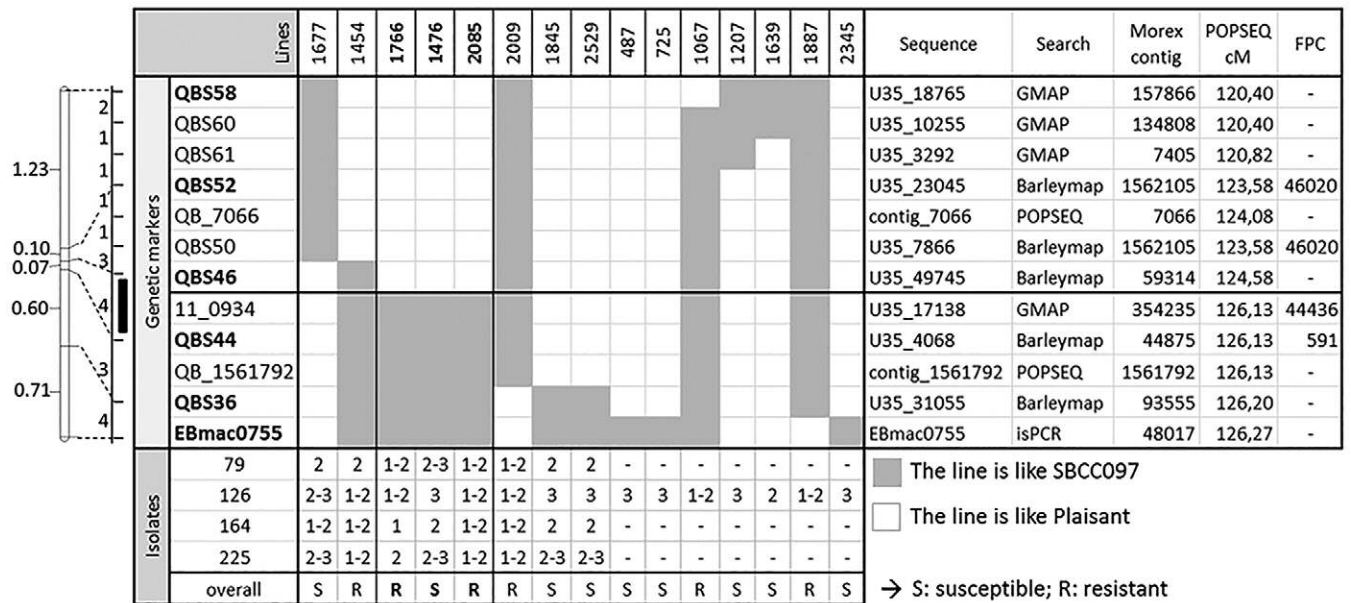 Lines 1677 1454 1766 1476 2085 2009 1845 2529 487 725 1067 1207 1639 1887 2345 Sequence Search Morex contig POPSEQ cM FPC
Genetic markers
QBS58 U35_18765 GMAP 157866 120,40 -
QBS60 U35_10255 GMAP 134808 120,40 -
QBS61 U35_3292 GMAP 7405 120,82 -
QBS52 U35_23045 Barleymap 1562105 123,58 46020
QB_7066 contig_7066 POPSEQ 7066 124,08 -
QBS50 U35_7866 Barleymap 1562105 123,58 46020
QBS46 U35_49745 Barleymap 59314 124,58 -
11_0934 U35_17138 GMAP 354235 126,13 44436
QBS44 U35_4068 Barleymap 44875 126,13 591
QB_1561792 contig_1561792 POPSEQ 1561792 126,13 -
QBS36 U35_31055 Barleymap 93555 126,20 -
EBmac0755 EBmac0755 isPCR 48017 126,27 -
1.23
0.10
0.07
0.60
0.71
2
1
1
1
1
3
4
3
4
Isolates
79 2 2 1-2 2-3 1-2 1-2 2 2 - - - - - - -
126 2-3 1-2 1-2 3 1-2 1-2 3 3 3 3 1-2 3 2 1-2 3
164 1-2 1-2 1 2 1-2 1-2 2 2 - - - - - - -
225 2-3 1-2 2 2-3 1-2 1-2 2-3 2-3 - - - - - - -
overall S R R S R R S S S S R S S R S
The line is like SBCC097
The line is like Plaisant
→ S: susceptible; R: resistant